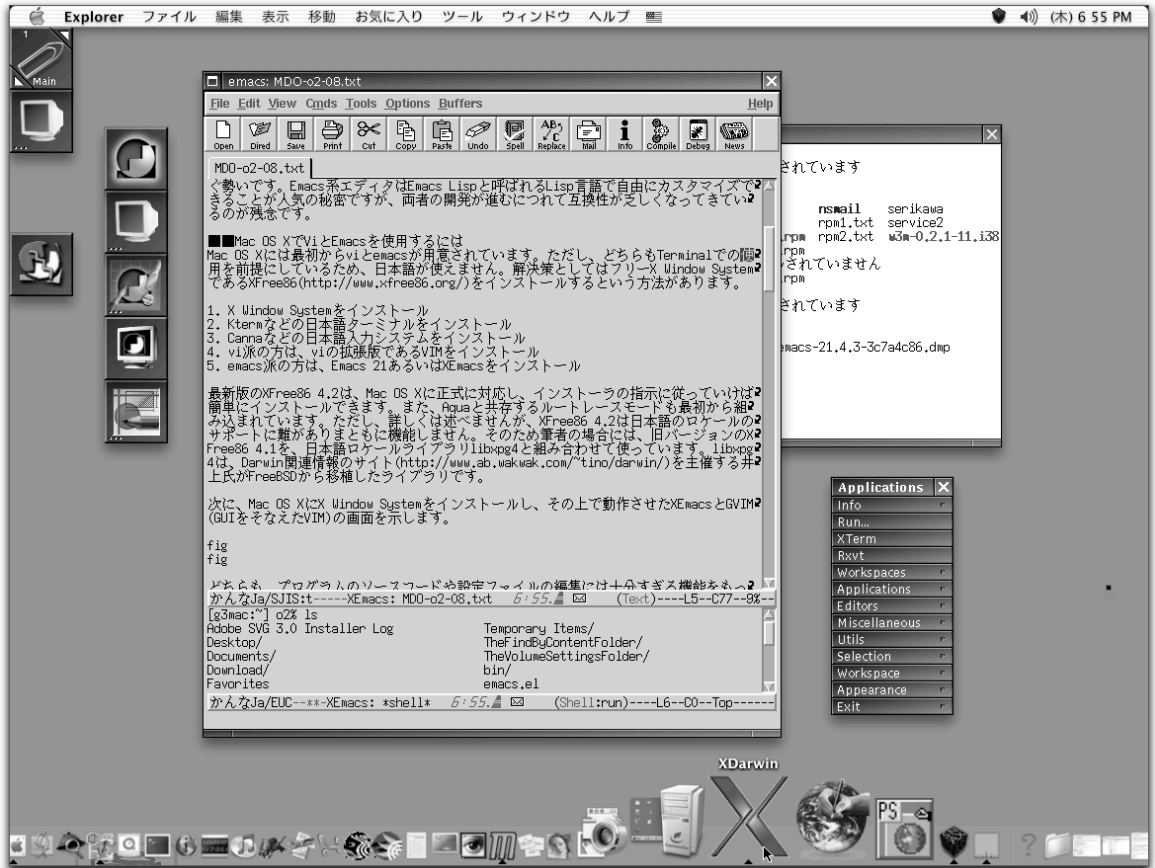 Explorer ファイル 編集 表示 移動 お気に入り ツール ウィンドウ ヘルプ
(木) 6 55 PM
1
Main
emacs: MDO-o2-08.txt
File Edit View Cmds Tools Options Buffers Help
Open Dired Save Print Cut Copy Paste Undo Spell Replace Mail Info Compile Debug News
MDO-o2-08.txt
ぐ勢いです。Emacs系エディタはEmacs Lispと呼ばれるLisp言語で自由にカスタマイズで
きることが人気の秘密ですが、両者の開発が進むにつれて互換性が乏しくなってきてい
るのが残念です。
■■Mac OS XでViとEmacsを使用するには
Mac OS Xには最初からviとemacsが用意されています。ただし、どちらもTerminalでの使
用を前提にしているため、日本語が使えません。解決策としてはフリーX Window System
であるXFree86(http://www.xfree86.org/)をインストールするという方法があります。
1. X Window Systemをインストール
2. Ktermなどの日本語ターミナルをインストール
3. Cannaなどの日本語入力システムをインストール
4. vi派の方は、viの拡張版であるVIMをインストール
5. emacs派の方は、Emacs 21あるいはXEmacsをインストール
最新版のXFree86 4.2は、Mac OS Xに正式に対応し、インストーラの指示に従っていけば
簡単にインストールできます。また、Aquaと共存するルートレースモードも最初から組
み込まれています。ただし、詳しくは述べませんが、XFree86 4.2は日本語のロケールの
サポートに難がありまともに機能しません。そのため筆者の場合には、旧バージョンのX
Free86 4.1を、日本語ロケールライブラリlibxpg4と組み合わせて使っています。libxpg
4は、Darwin関連情報のサイト(http://www.ab.wakwak.com/~tino/darwin/)を主催する井
上氏がFreeBSDから移植したライブラリです。
次に、Mac OS XにX Window Systemをインストールし、その上で動作させたXEmacsとGVIM
(GUIをそなえたVIM)の画面を示します。
fig
fig
どちらも、プログラムのソースコードや設定ファイルの編集には十分すぎる機能をもっ
かんなJa/SJIS:t-----XEmacs: MDO-o2-08.txt 6:55. (Text)----L5--C77--9%--
[g3mac:~] o2% ls
Adobe SVG 3.0 Installer Log Temporary Items/
Desktop/ TheFindByContentFolder/
Documents/ TheVolumeSettingsFolder/
Download/ bin/
Favorites emacs.el
かんなJa/EUC--**-XEmacs: *shell* 6:55. (Shell:run)----L6--C0--Top------
されています
nsmail serikawa
rpm1.txt service2
.rpm rpm2.txt w3m-0.2.1-11.i38
.rpm
されていません
.rpm
されています
emacs-21.4.3-3c7a4c86.dmp
Applications
Info
Run...
XTerm
Rxvt
Workspaces
Applications
Editors
Miscellaneous
Utils
Selection
Workspace
Appearance
Exit
XDarwin
PS